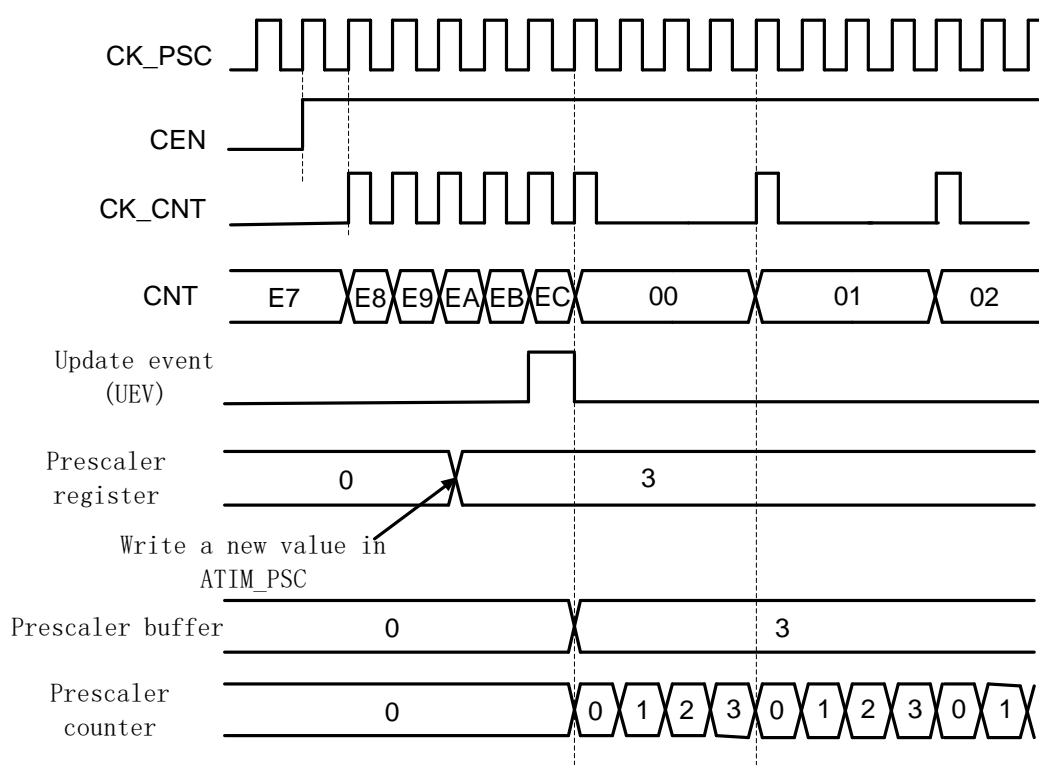 CK_PSC
CEN
CK_CNT
CNT E7 E8 E9 EA EB EC 00 01 02
Update event
(UEV)
Prescaler
register
0 3
Write a new value in
ATIM_PSC
Prescaler buffer 0 3
Prescaler
counter
0 0 1 2 3 0 1 2 3 0 1